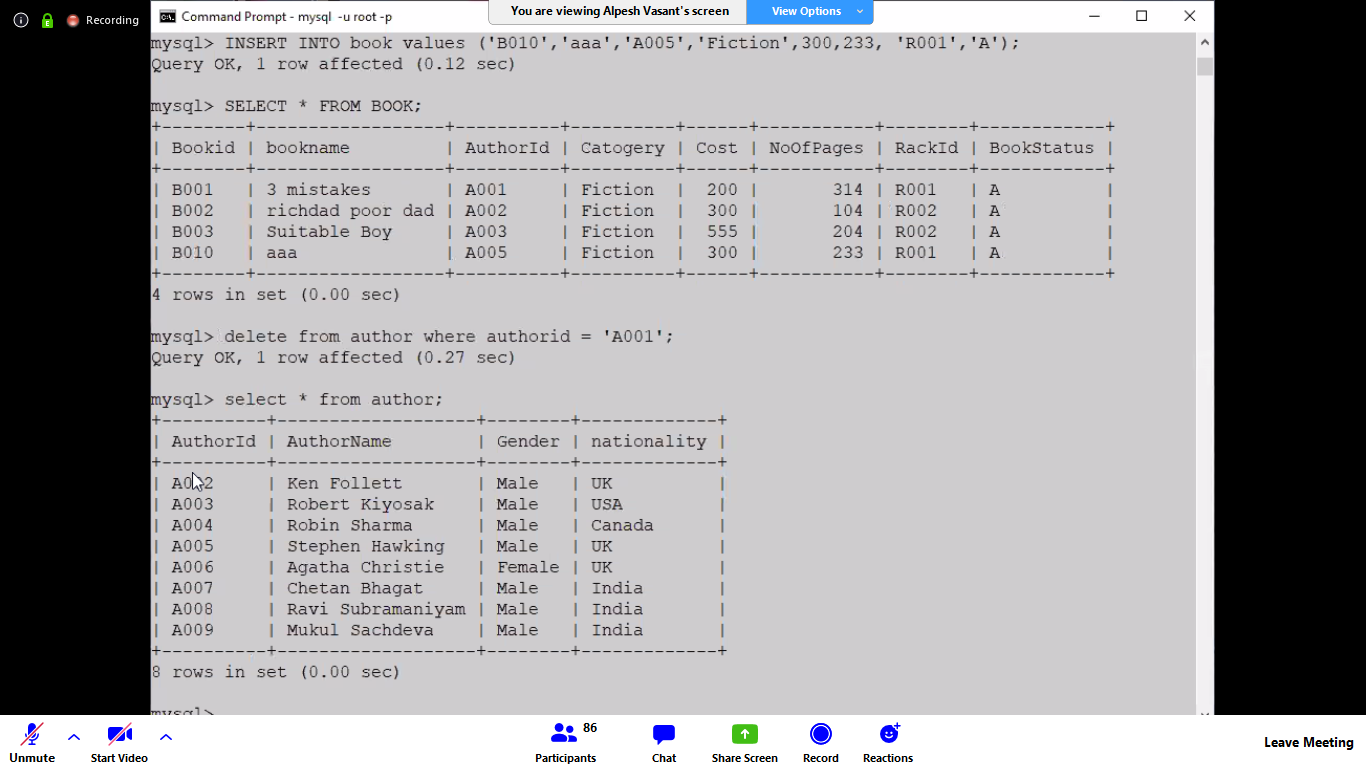 Recording
Command Prompt - mysql -u root -p
You are viewing Alpesh Vasant's screen
View Options
mysql> INSERT INTO book values ('B010','aaa','A005','Fiction',300,233, 'R001','A');
Query OK, 1 row affected (0.12 sec)
mysql> SELECT * FROM BOOK;
+--------+------------------+----------+----------+------+-----------+--------+------------+
| Bookid | bookname         | AuthorId | Catogery | Cost | NoOfPages | RackId | BookStatus |
+--------+------------------+----------+----------+------+-----------+--------+------------+
| B001   | 3 mistakes       | A001     | Fiction  |  200 |       314 | R001   | A          |
| B002   | richdad poor dad | A002     | Fiction  |  300 |       104 | R002   | A          |
| B003   | Suitable Boy     | A003     | Fiction  |  555 |       204 | R002   | A          |
| B010   | aaa              | A005     | Fiction  |  300 |       233 | R001   | A          |
+--------+------------------+----------+----------+------+-----------+--------+------------+
4 rows in set (0.00 sec)
mysql> delete from author where authorid = 'A001';
Query OK, 1 row affected (0.27 sec)
mysql> select * from author;
+----------+-------------------+--------+-------------+
| AuthorId | AuthorName        | Gender | nationality |
+----------+-------------------+--------+-------------+
| A002     | Ken Follett       | Male   | UK          |
| A003     | Robert Kiyosak    | Male   | USA         |
| A004     | Robin Sharma      | Male   | Canada      |
| A005     | Stephen Hawking   | Male   | UK          |
| A006     | Agatha Christie   | Female | UK          |
| A007     | Chetan Bhagat     | Male   | India       |
| A008     | Ravi Subramaniyam | Male   | India       |
| A009     | Mukul Sachdeva    | Male   | India       |
+----------+-------------------+--------+-------------+
8 rows in set (0.00 sec)
mysql>
Unmute
Start Video
Participants
86
Chat
Share Screen
Record
Reactions
Leave Meeting